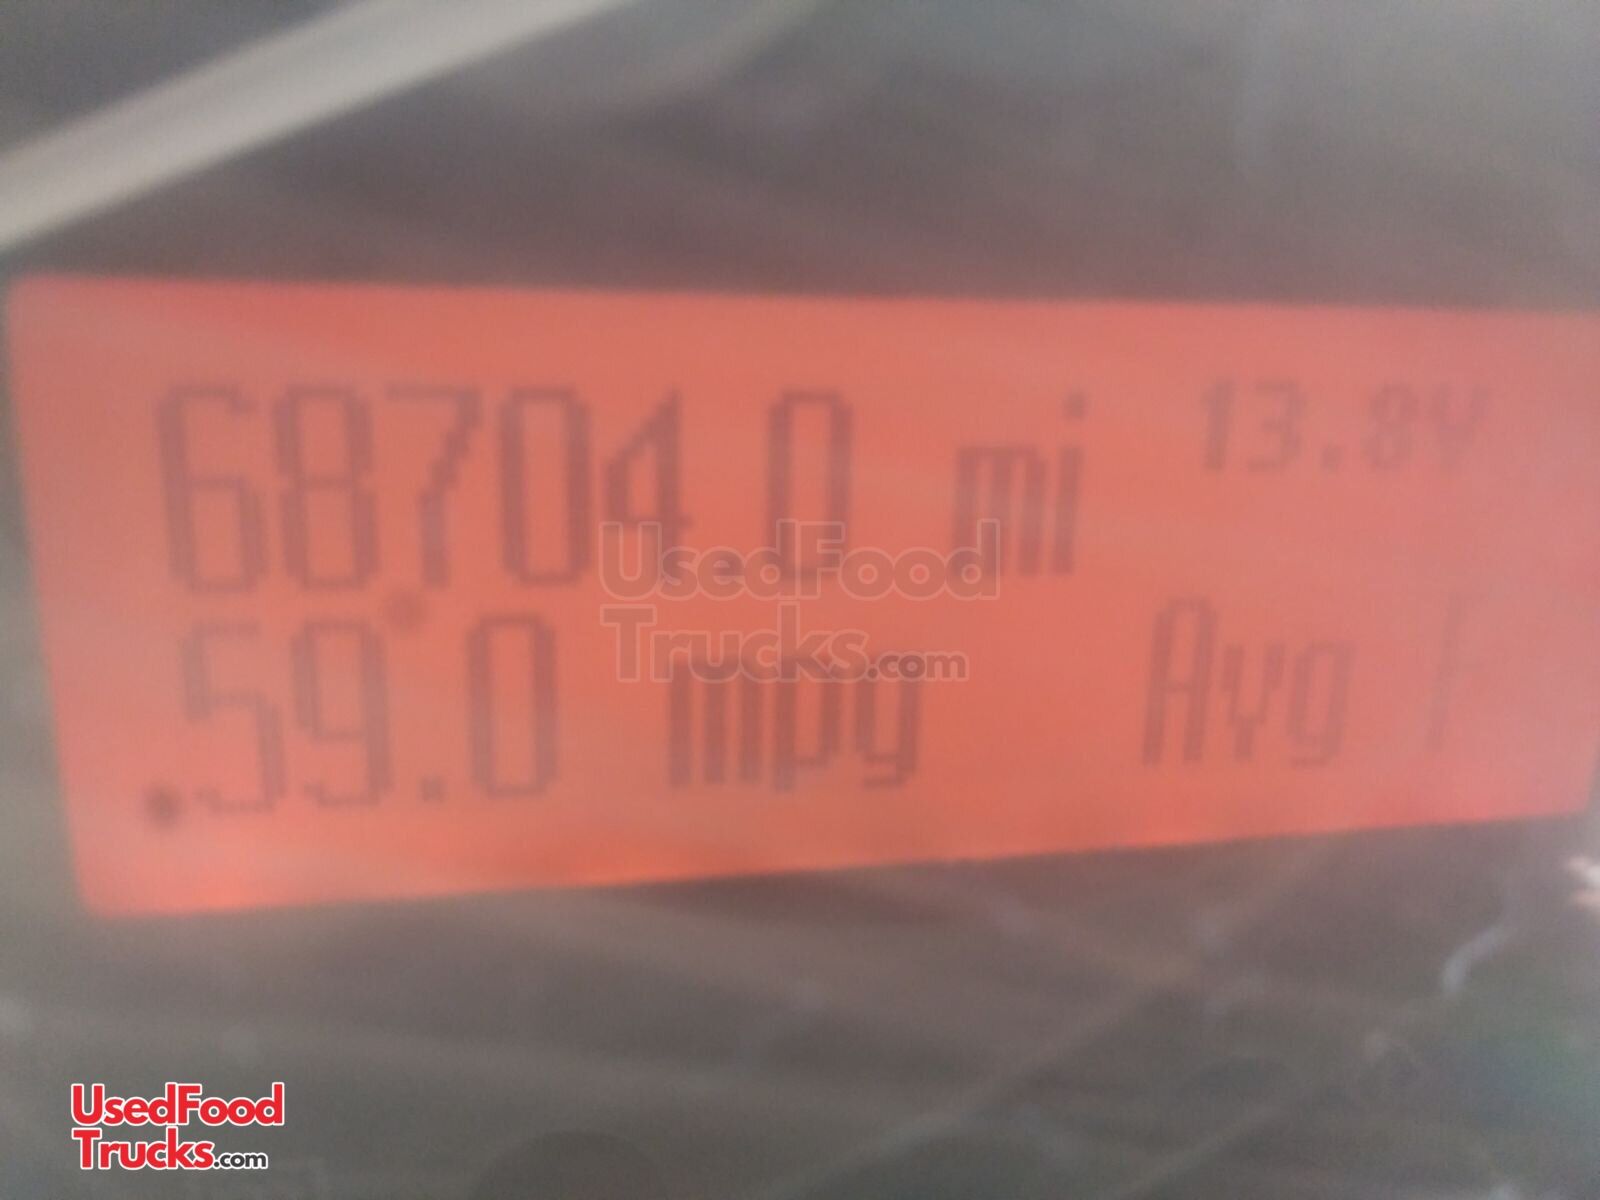 68704.0 mi 13.8V
59.0 mpg Avg
UsedFood
Trucks.com
UsedFood
Trucks.com